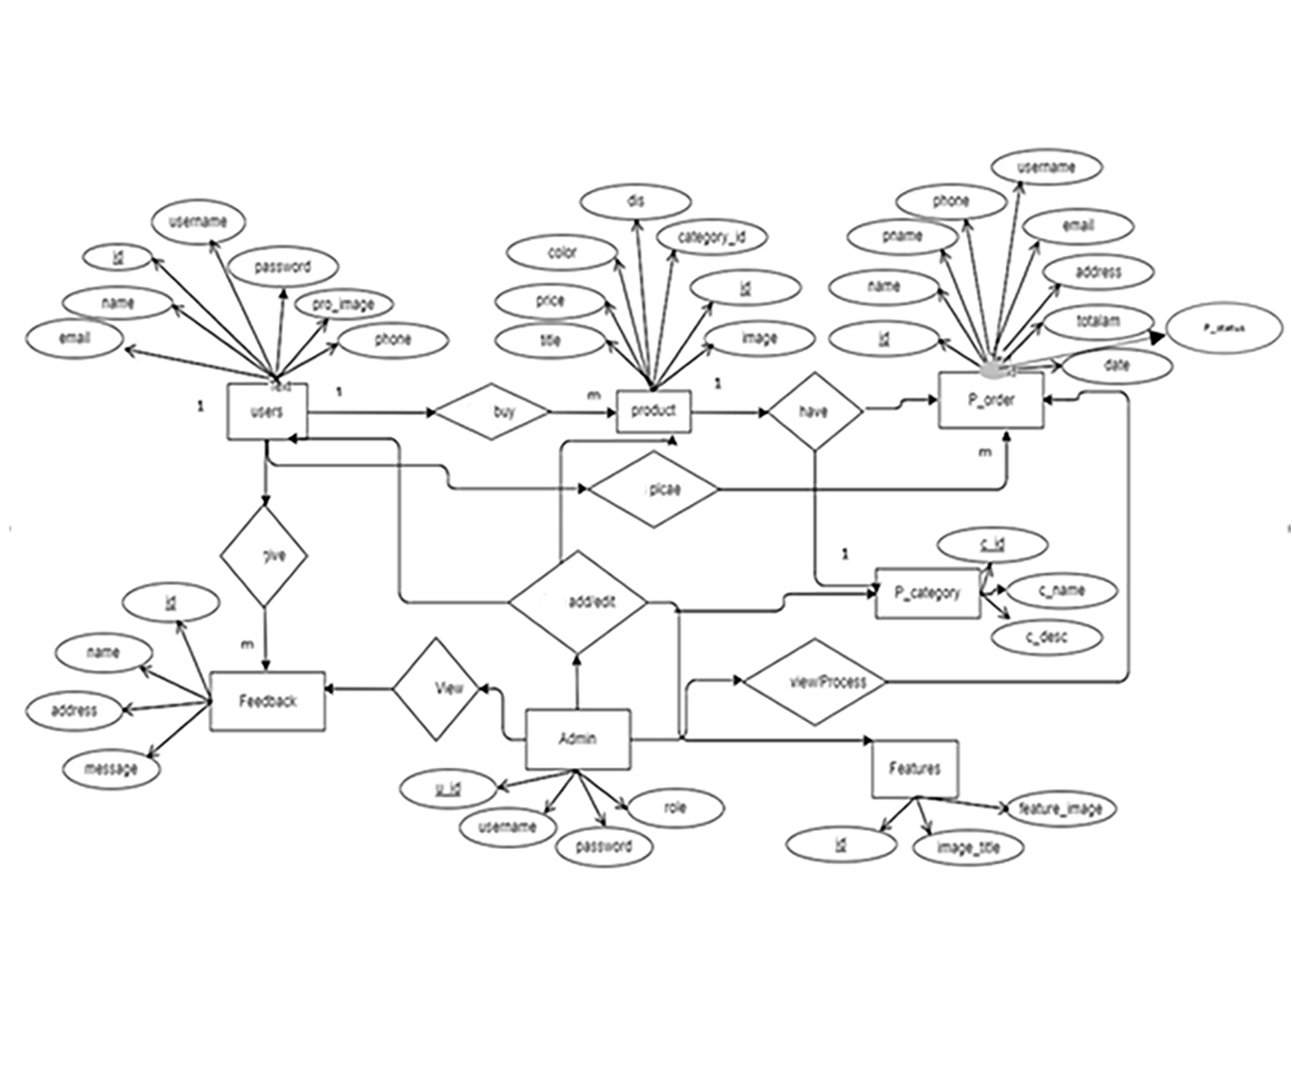 username
phone
username
dis
pname
email
username
category_id
color
id
password
address
name
id
name
pro_image
price
totalam
P_status
email
phone
title
image
id
date
Text
users
1
1
buy
m
product
1
have
P_order
m
plcae
give
1
c_id
add/edit
P_category
c_name
c_desc
id
m
name
view/Process
Feedback
View
address
Admin
message
Features
u_id
role
feature_image
username
password
id
image_title